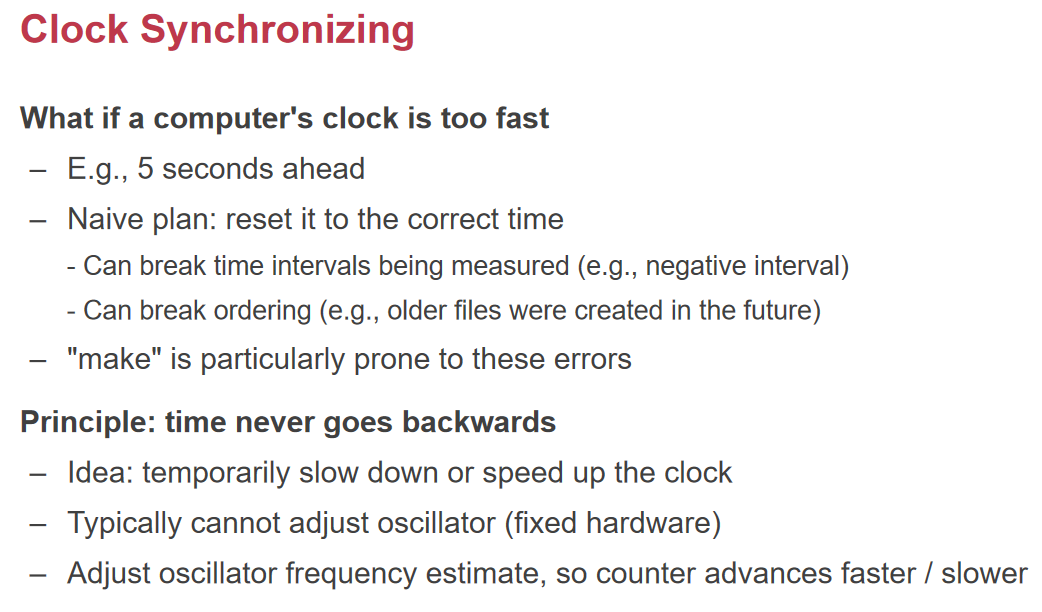 Clock Synchronizing
What if a computer's clock is too fast
– E.g., 5 seconds ahead
– Naive plan: reset it to the correct time
- Can break time intervals being measured (e.g., negative interval)
- Can break ordering (e.g., older files were created in the future)
– "make" is particularly prone to these errors
Principle: time never goes backwards
– Idea: temporarily slow down or speed up the clock
– Typically cannot adjust oscillator (fixed hardware)
– Adjust oscillator frequency estimate, so counter advances faster / slower